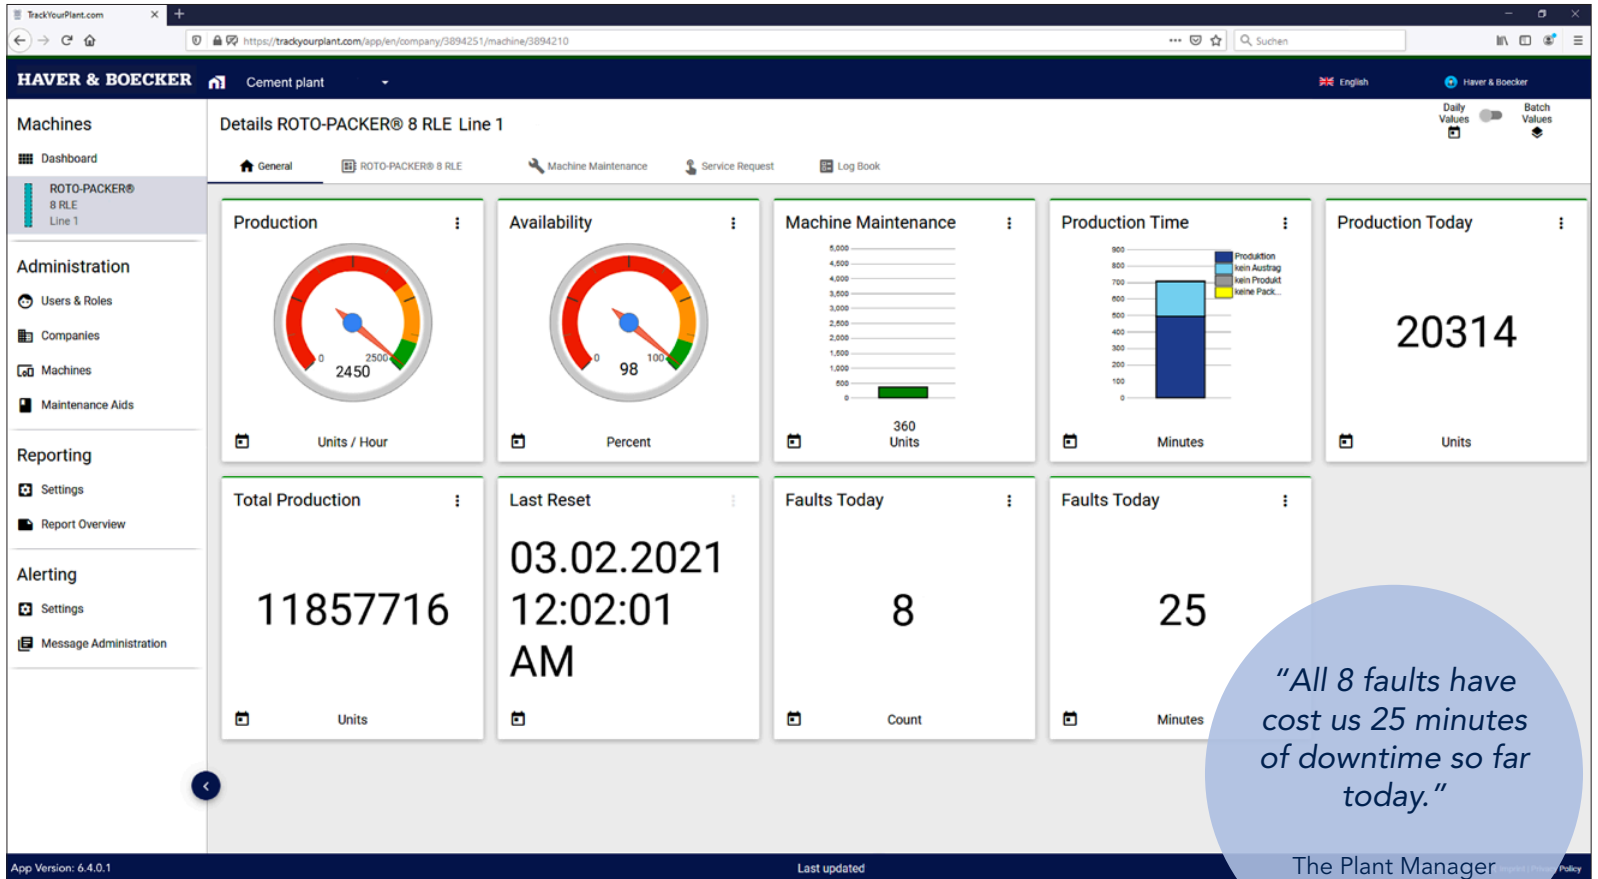 TrackYourPlant.com
https://trackyourplant.com/app/en/company/3894251/machine/3894210
Suchen
HAVER & BOECKER
Cement plant
English
Haver & Boecker
Machines
Dashboard
ROTO-PACKER®
8 RLE
Line 1
Administration
Users & Roles
Companies
Machines
Maintenance Aids
Reporting
Settings
Report Overview
Alerting
Settings
Message Administration
Details ROTO-PACKER® 8 RLE Line 1
Daily
Values
Batch
Values
General
ROTO-PACKER® 8 RLE
Machine Maintenance
Service Request
Log Book
Production
0
2500
2450
Units / Hour
Availability
0
100
98
Percent
Machine Maintenance
5,000
4,500
4,000
3,500
3,000
2,500
2,000
1,500
1,000
500
0
360
Units
Production Time
900
800
700
600
500
400
300
200
100
0
Produktion
kein Austrag
kein Produkt
keine Pack...
Minutes
Production Today
20314
Units
Total Production
11857716
Units
Last Reset
03.02.2021
12:02:01
AM
Faults Today
8
Count
Faults Today
25
Minutes
“All 8 faults have
cost us 25 minutes
of downtime so far
today.”
The Plant Manager
App Version: 6.4.0.1
Last updated
Policy